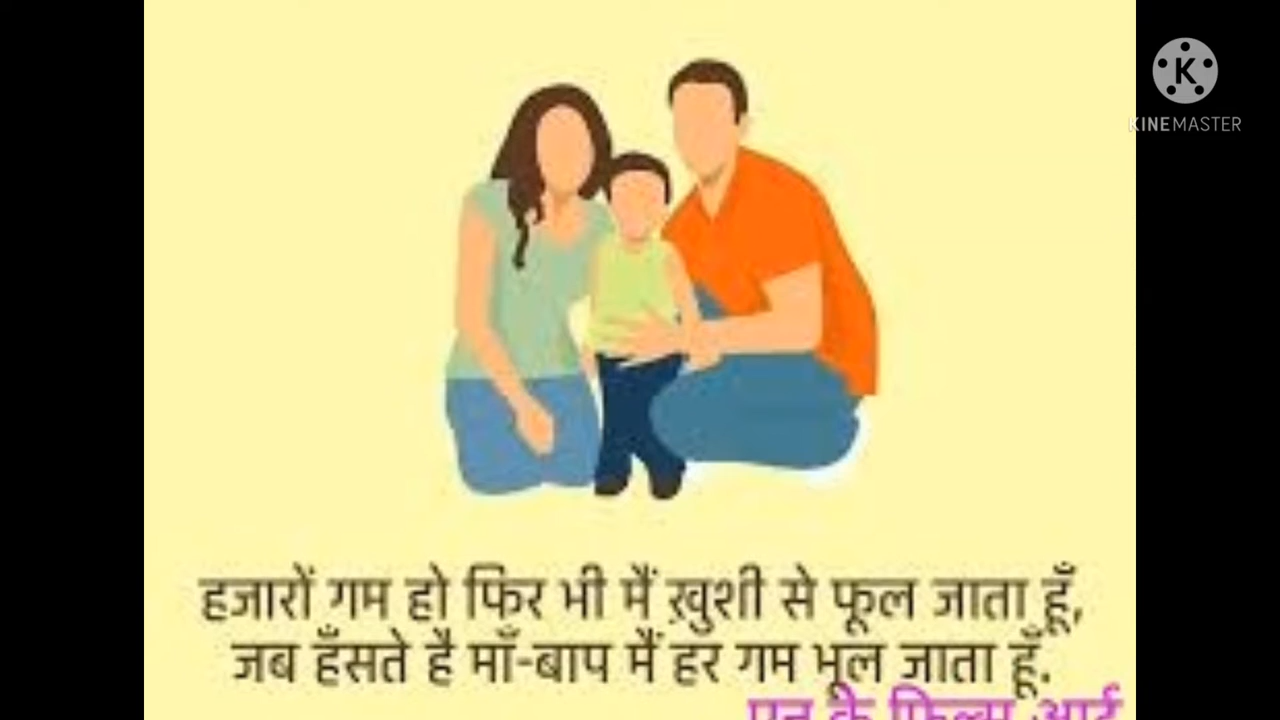 KINEMASTER
हजारों गम हो फिर भी मैं ख़ुशी से फूल जाता हूँ,
जब हँसते है माँ-बाप मैं हर गम भूल जाता हूँ.